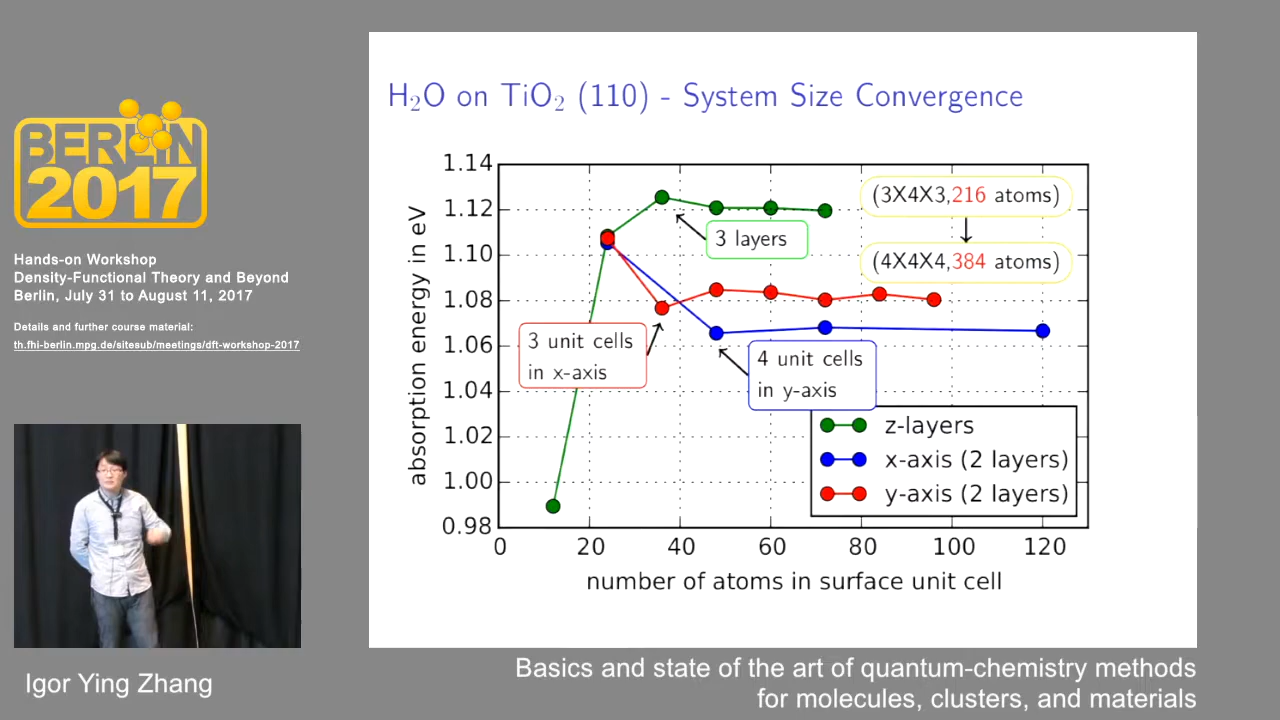 BERLIN
2017
Hands-on Workshop
Density-Functional Theory and Beyond
Berlin, July 31 to August 11, 2017
Details and further course material:
th.fhi-berlin.mpg.de/sitesub/meetings/dft-workshop-2017
H₂O on TiO₂ (110) - System Size Convergence
absorption energy in eV
1.14
1.12
1.10
1.08
1.06
1.04
1.02
1.00
0.98
(3X4X3,216 atoms)
(4X4X4,384 atoms)
3 layers
3 unit cells
in x-axis
4 unit cells
in y-axis
z-layers
x-axis (2 layers)
y-axis (2 layers)
0 20 40 60 80 100 120
number of atoms in surface unit cell
Igor Ying Zhang
Basics and state of the art of quantum-chemistry methods
for molecules, clusters, and materials